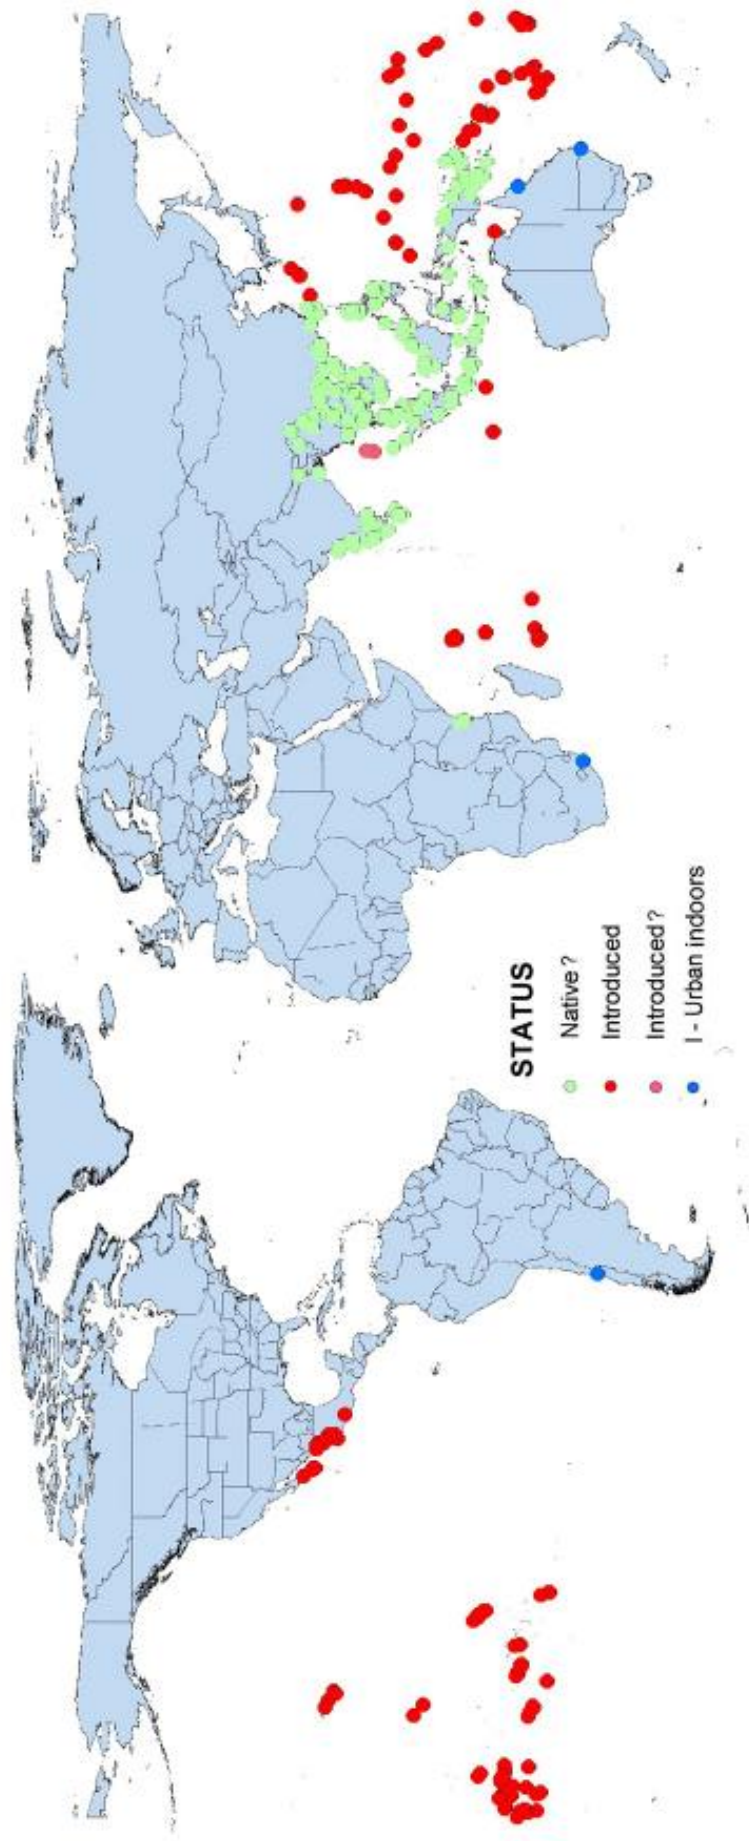 STATUS
Native ?
Introduced
Introduced?
I - Urban indoors